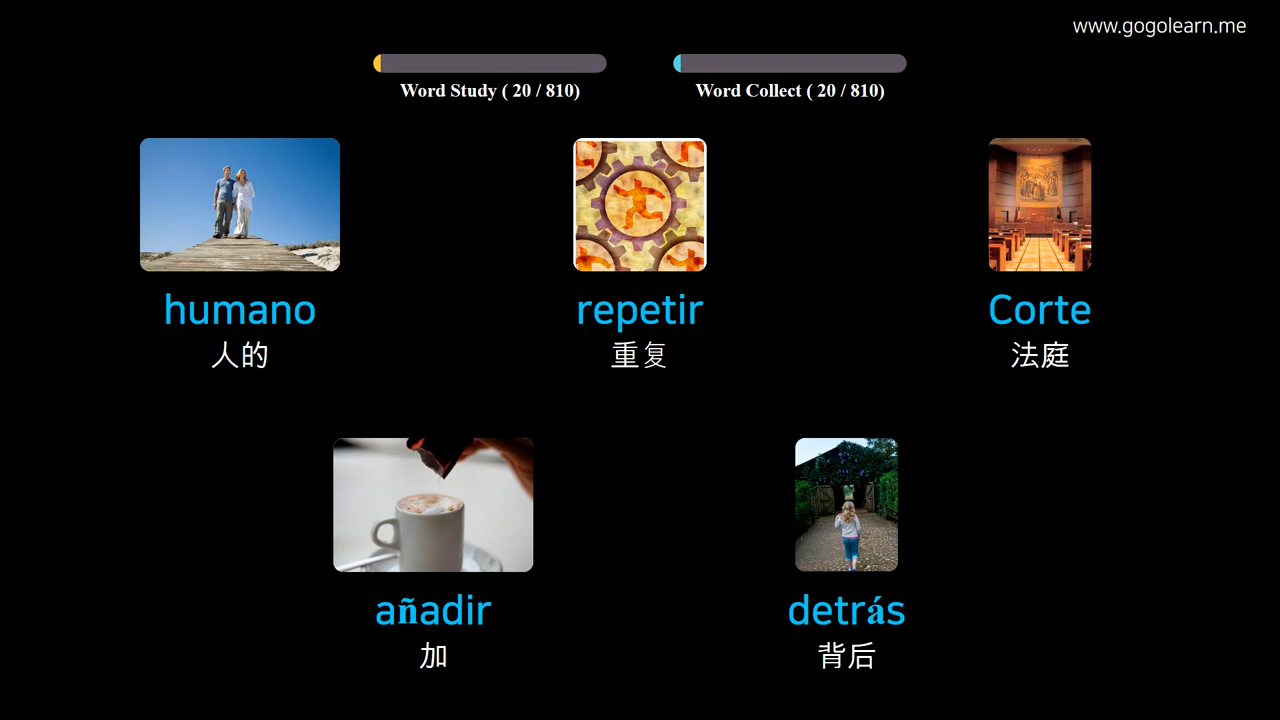 www.gogolearn.me
Word Study ( 20 / 810)
Word Collect ( 20 / 810)
humano
人的
repetir
重复
Corte
法庭
añadir
加
detrás
背后